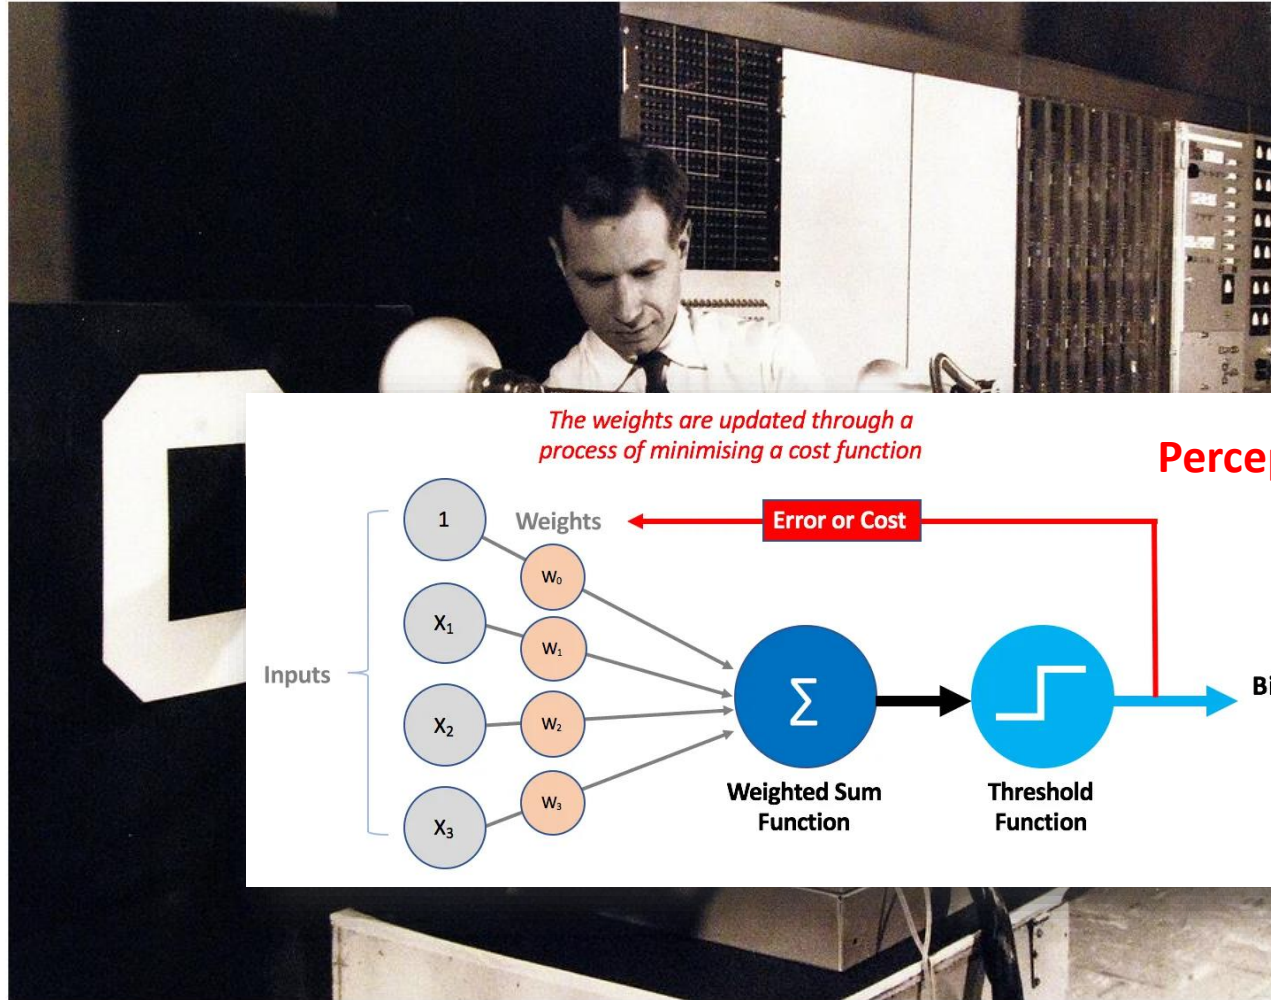 The weights are updated through a
process of minimising a cost function
Percep
1
Weights
Error or Cost
W₀
X₁
W₁
Inputs
Σ
Bi
X₂
W₂
Weighted Sum
Function
Threshold
Function
W₃
X₃